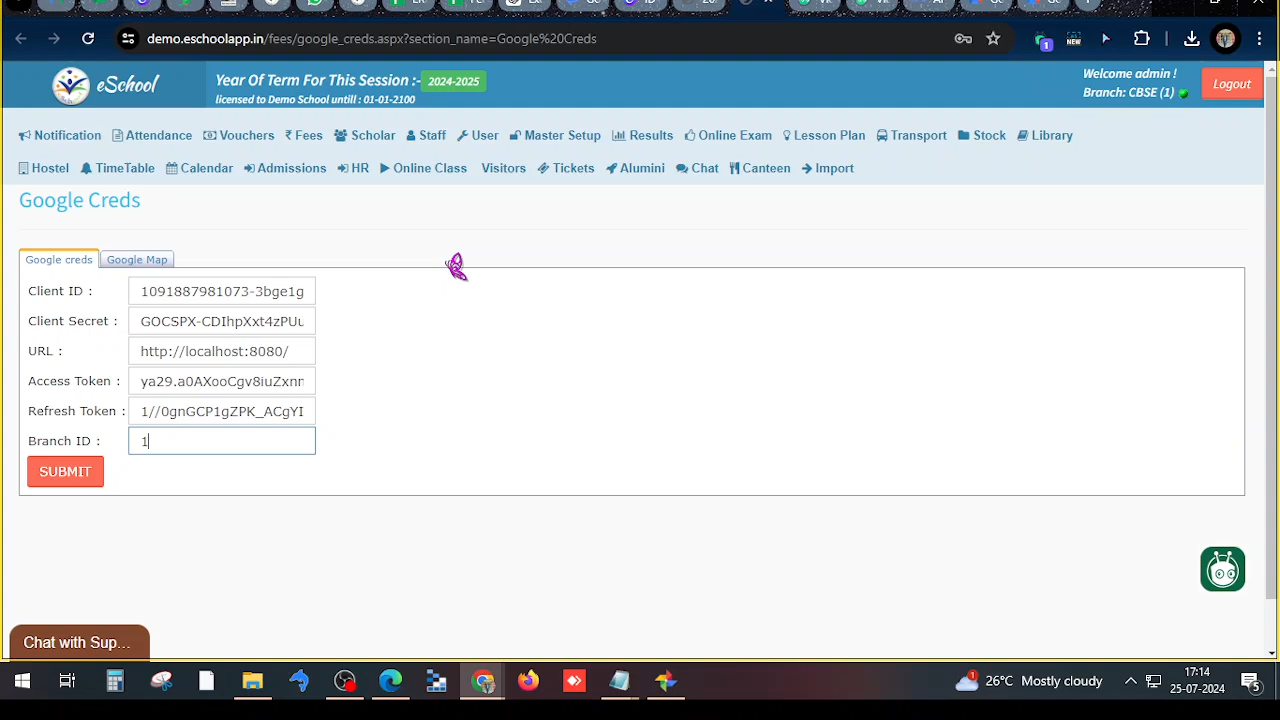 demo.eschoolapp.in/fees/google_creds.aspx?section_name=Google%20Creds
NEW
1
eSchool
Year Of Term For This Session :- 2024-2025
licensed to Demo School untill : 01-01-2100
Welcome admin !
Branch: CBSE (1)
Logout
Notification Attendance Vouchers Fees Scholar Staff User Master Setup Results Online Exam Lesson Plan Transport Stock Library
Hostel TimeTable Calendar Admissions HR Online Class Visitors Tickets Alumini Chat Canteen Import
Google Creds
Google creds Google Map
Client ID : 1091887981073-3bge1g
Client Secret : GOCSPX-CDIhpXxt4zPUu
URL : http://localhost:8080/
Access Token : ya29.a0AXooCgv8iuZxnn
Refresh Token : 1//0gnGCP1gZPK_ACgYI
Branch ID : 1
SUBMIT
Chat with Sup...
1
26°C Mostly cloudy
17:14
25-07-2024
5